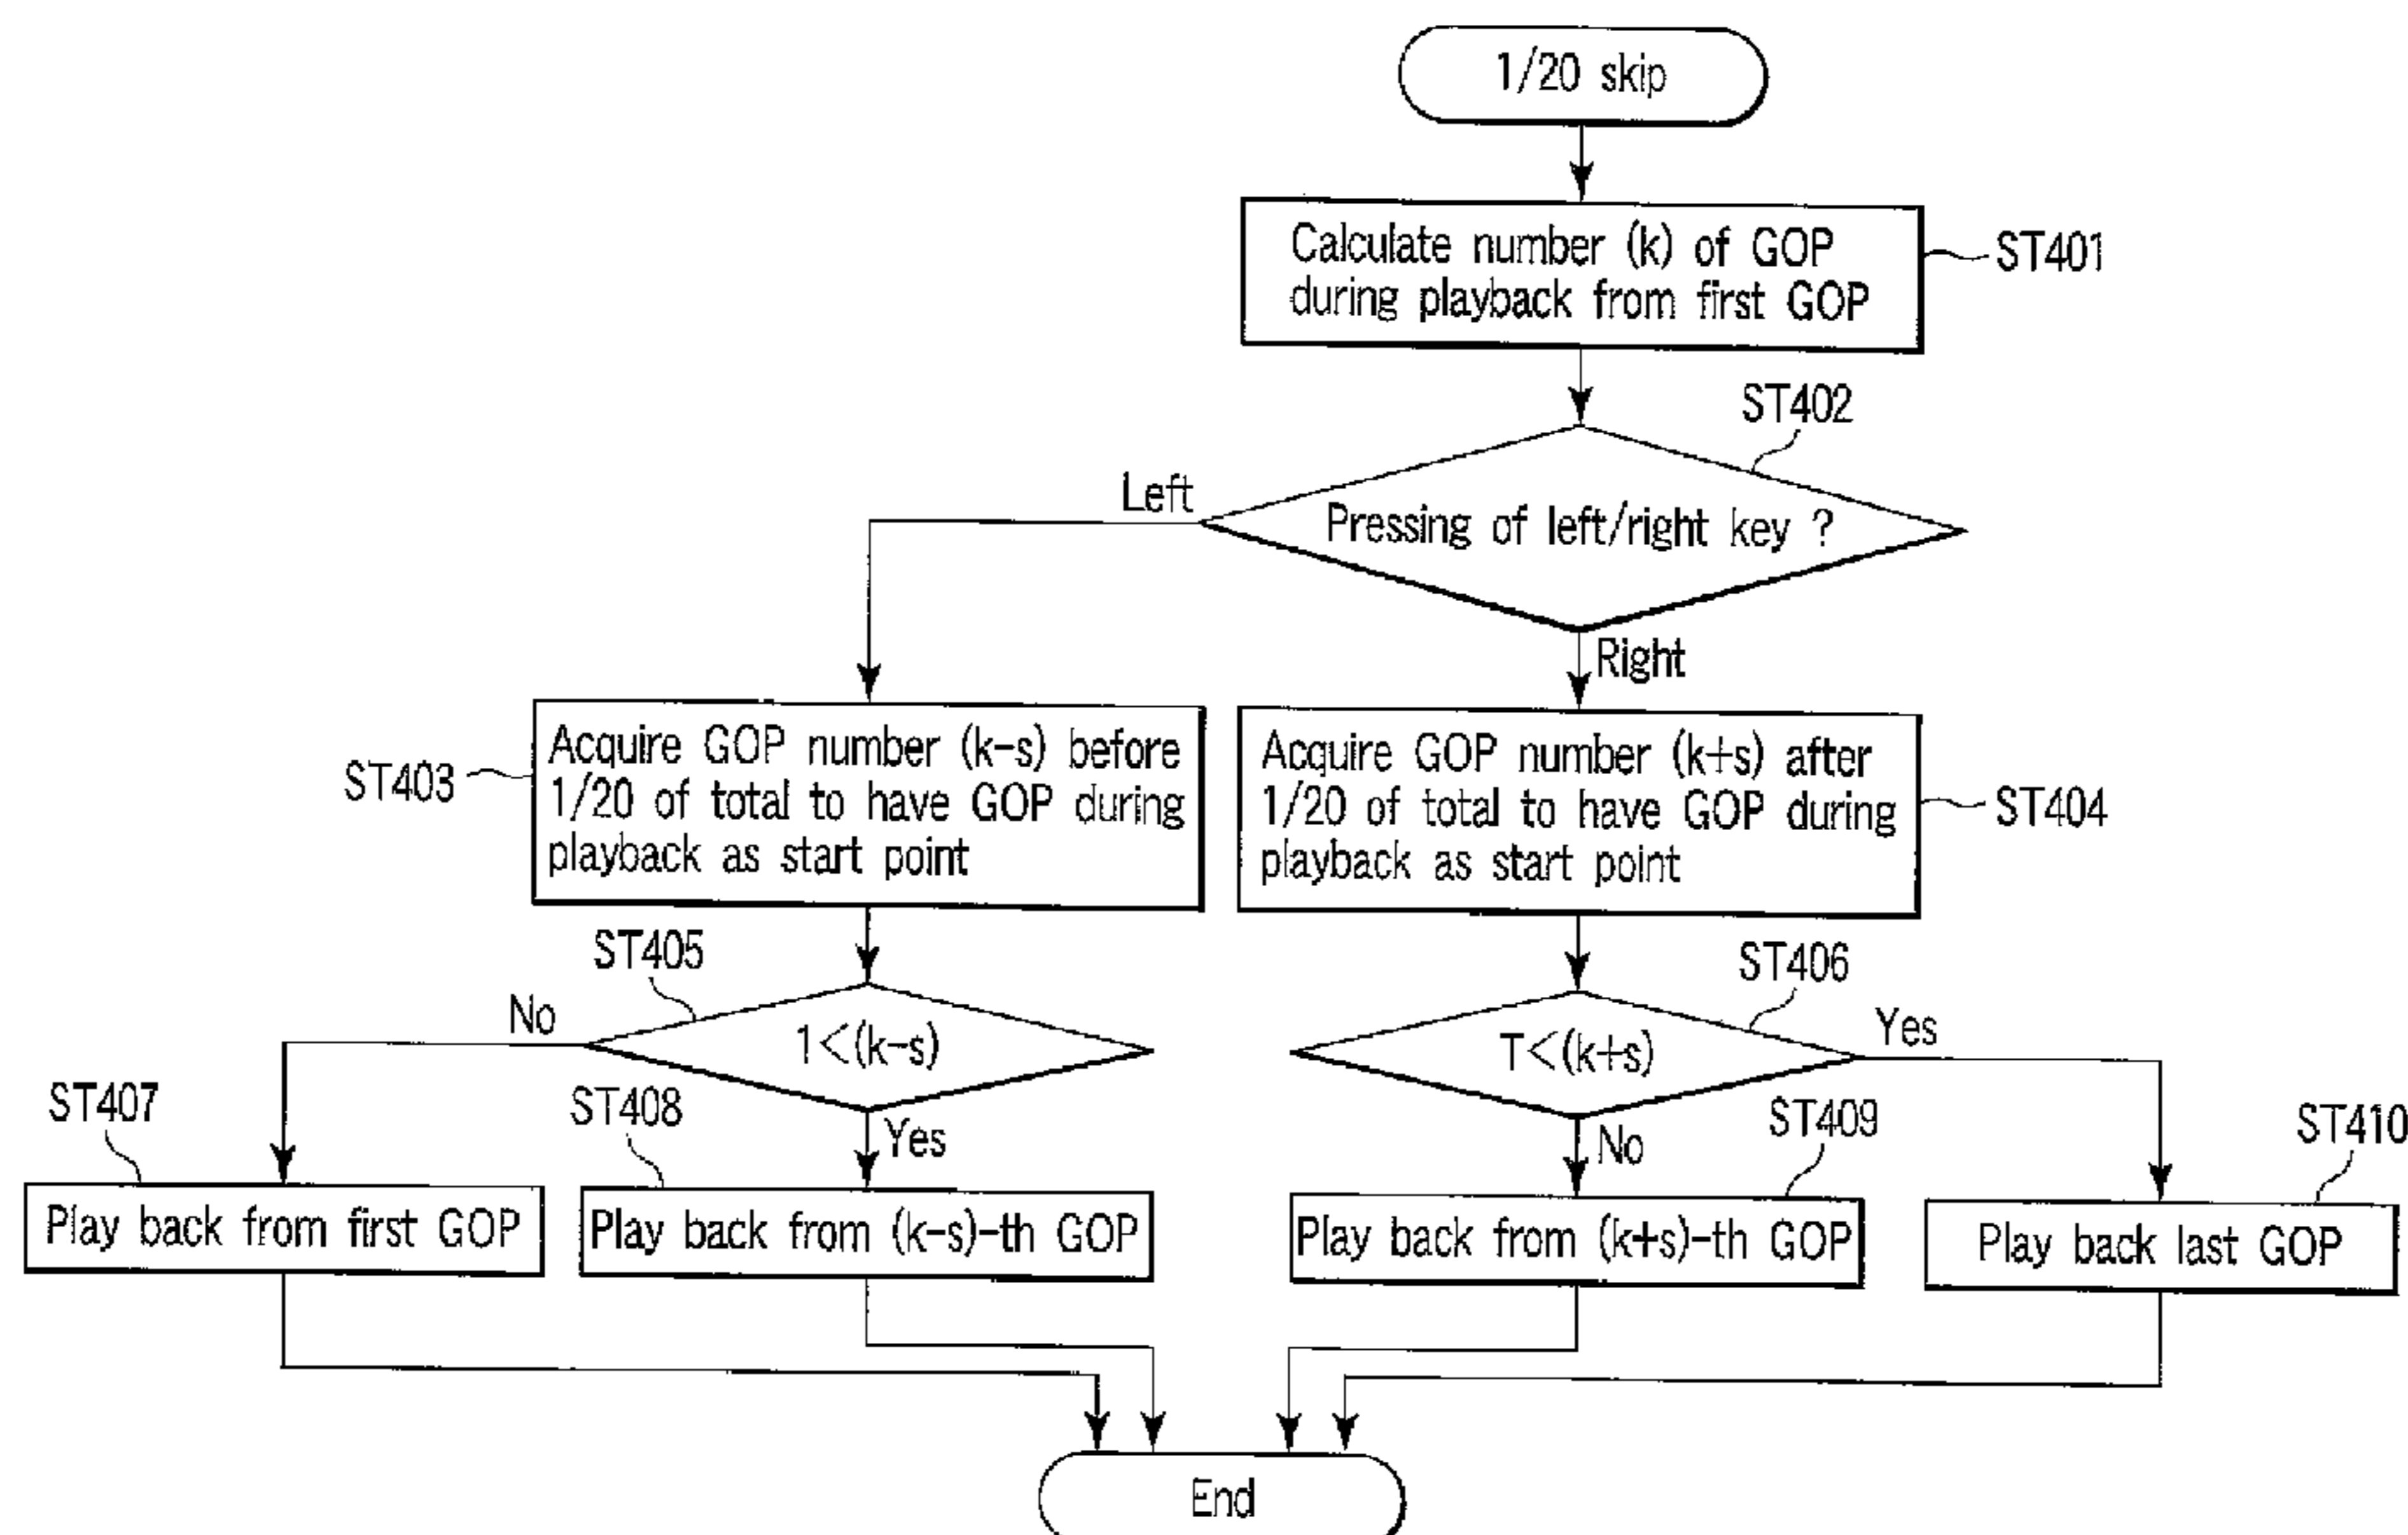 1/20 skip
Calculate number (k) of GOP
during playback from first GOP
ST401
ST402
Left
Pressing of left/right key ?
Right
Acquire GOP number (k-s) before
1/20 of total to have GOP during
playback as start point
ST403
Acquire GOP number (k+s) after
1/20 of total to have GOP during
playback as start point
ST404
ST405
No
1<(k-s)
Yes
ST406
T<(k+s)
Yes
No
ST407
Play back from first GOP
ST408
Play back from (k-s)-th GOP
ST409
Play back from (k+s)-th GOP
ST410
Play back last GOP
End